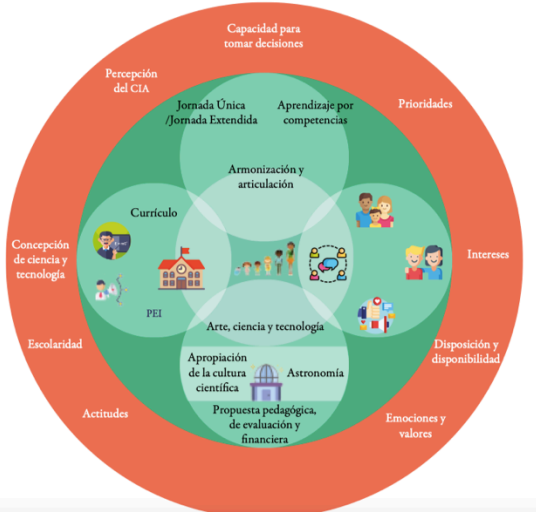 Capacidad para
tomar decisiones
Percepción
del CIA
Prioridades
Jornada Única
/Jornada Extendida
Aprendizaje por
competencias
Armonización y
articulación
Currículo
Concepción
de ciencia y
tecnología
Intereses
PEI
Arte, ciencia y tecnología
Escolaridad
Disposición y
disponibilidad
Apropiación
de la cultura
científica
Astronomía
Actitudes
Propuesta pedagógica,
de evaluación y
financiera
Emociones y
valores